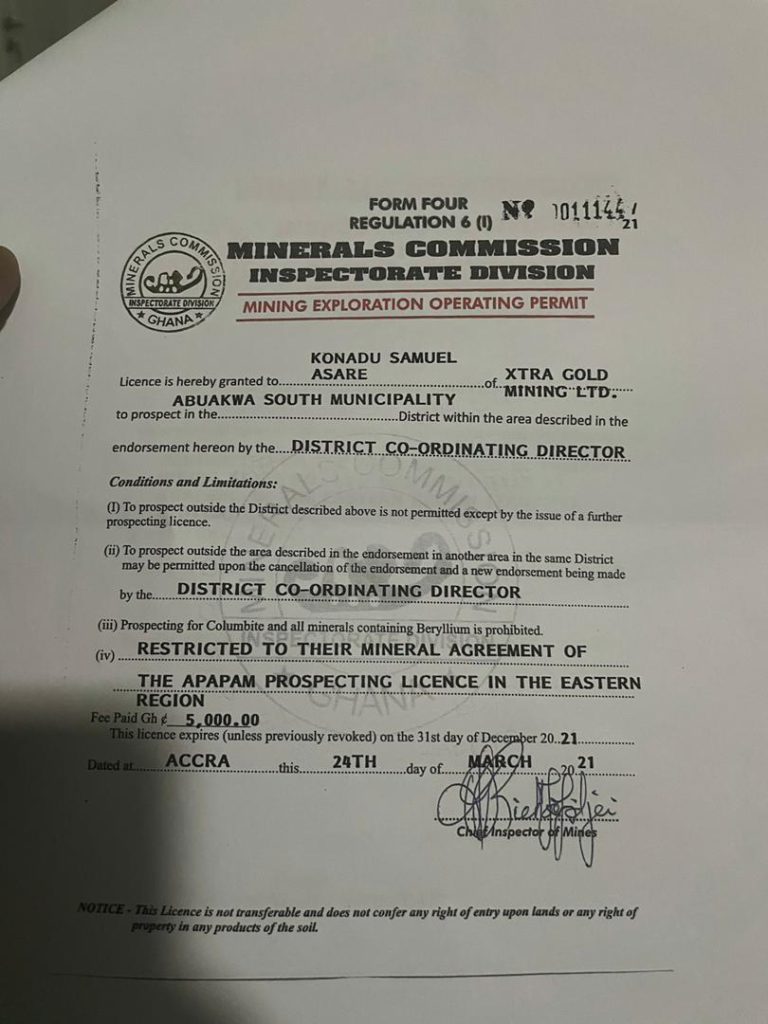 FORM FOUR
REGULATION 6 (I)
Nº 1011144/
21
MINERALS COMMISSION
INSPECTORATE DIVISION
GHANA
MINERALS COMMISSION
INSPECTORATE DIVISION
MINING EXPLORATION OPERATING PERMIT
KONADU SAMUEL
Licence is hereby granted to ASARE of XTRA GOLD
MINING LTD.
ABUAKWA SOUTH MUNICIPALITY
to prospect in the District within the area described in the
endorsement hereon by the DISTRICT CO-ORDINATING DIRECTOR
Conditions and Limitations:
(I) To prospect outside the District described above is not permitted except by the issue of a further
prospecting licence.
(ii) To prospect outside the area described in the endorsement in another area in the same District
may be permitted upon the cancellation of the endorsement and a new endorsement being made
by the DISTRICT CO-ORDINATING DIRECTOR
(iii) Prospecting for Columbite and all minerals containing Beryllium is prohibited.
(iv) RESTRICTED TO THEIR MINERAL AGREEMENT OF
THE APAPAM PROSPECTING LICENCE IN THE EASTERN
REGION
Fee Paid Gh ¢ 5,000.00
This licence expires (unless previously revoked) on the 31st day of December 20..21
Dated at ACCRA this 24TH day of MARCH 20 21
Chief Inspector of Mines
NOTICE - This Licence is not transferable and does not confer any right of entry upon lands or any right of
property in any products of the soil.
MINERALS COMMISSION
INSPECTORATE DIVISION
GHANA